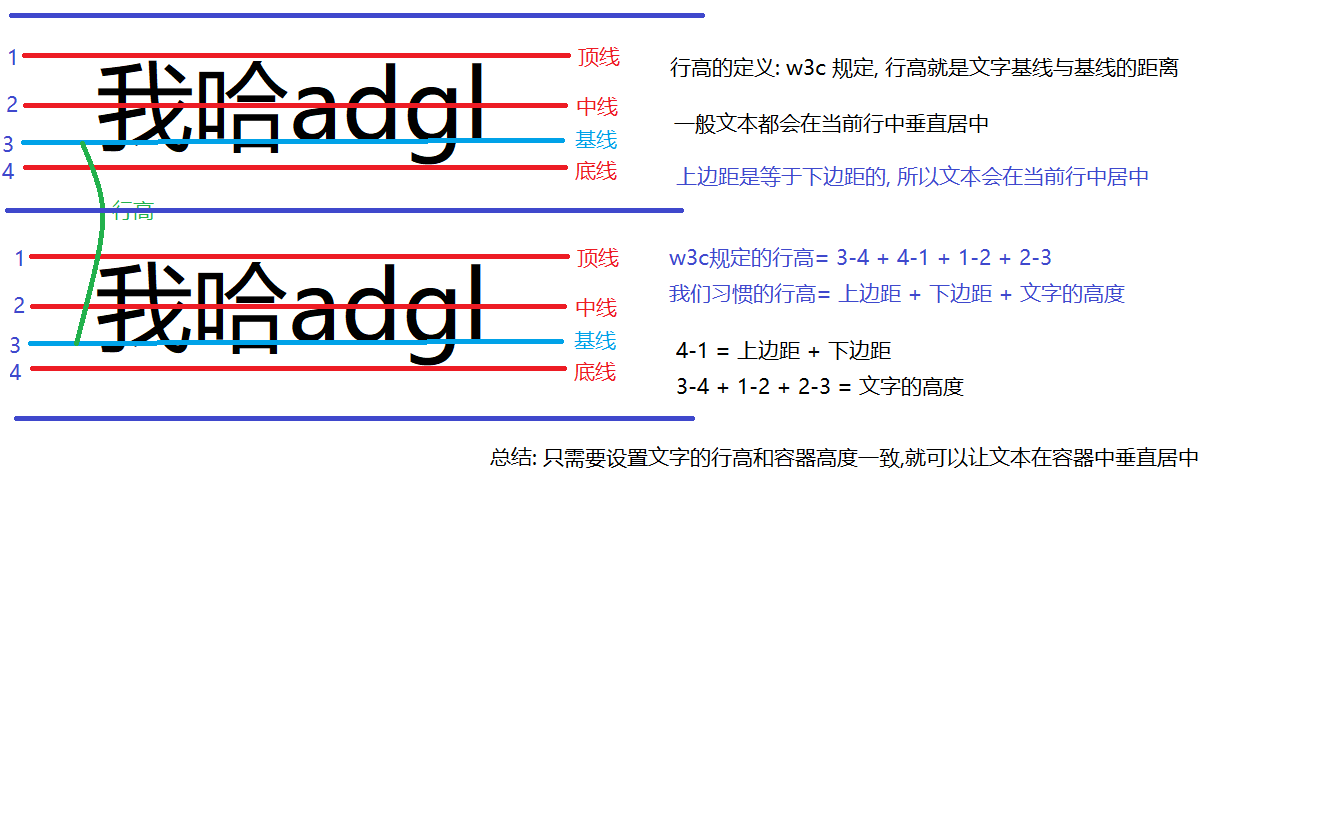 1
顶线
我哈adgl
2
中线
3
基线
4
底线
行高
1
顶线
我哈adgl
2
中线
3
基线
4
底线
行高的定义: w3c 规定, 行高就是文字基线与基线的距离
一般文本都会在当前行中垂直居中
上边距是等于下边距的, 所以文本会在当前行中居中
w3c规定的行高= 3-4 + 4-1 + 1-2 + 2-3
我们习惯的行高= 上边距 + 下边距 + 文字的高度
4-1 = 上边距 + 下边距
3-4 + 1-2 + 2-3 = 文字的高度
总结: 只需要设置文字的行高和容器高度一致,就可以让文本在容器中垂直居中